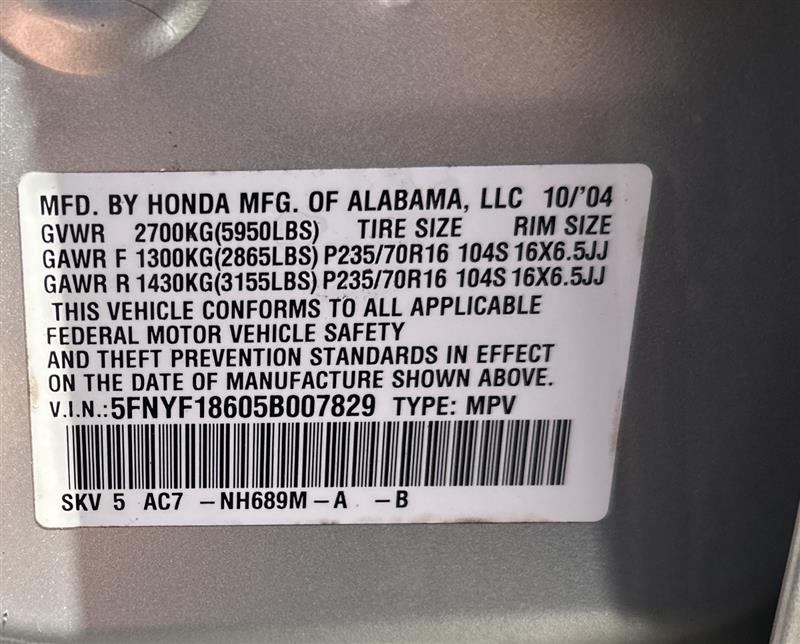 MFD. BY HONDA MFG. OF ALABAMA, LLC 10/'04
GVWR 2700KG(5950LBS) TIRE SIZE RIM SIZE
GAWR F 1300KG(2865LBS) P235/70R16 104S 16X6.5JJ
GAWR R 1430KG(3155LBS) P235/70R16 104S 16X6.5JJ
THIS VEHICLE CONFORMS TO ALL APPLICABLE
FEDERAL MOTOR VEHICLE SAFETY
AND THEFT PREVENTION STANDARDS IN EFFECT
ON THE DATE OF MANUFACTURE SHOWN ABOVE.
V.I.N.:5FNYF18605B007829 TYPE: MPV
SKV 5 AC7 -NH689M-A -B